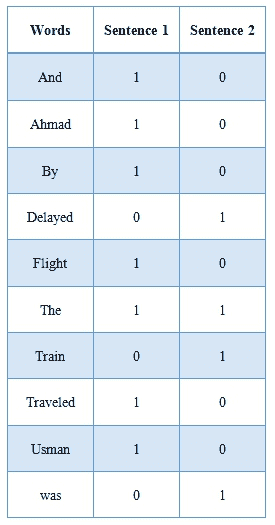 Words Sentence 1 Sentence 2
And 1 0
Ahmad 1 0
By 1 0
Delayed 0 1
Flight 1 0
The 1 1
Train 0 1
Traveled 1 0
Usman 1 0
was 0 1